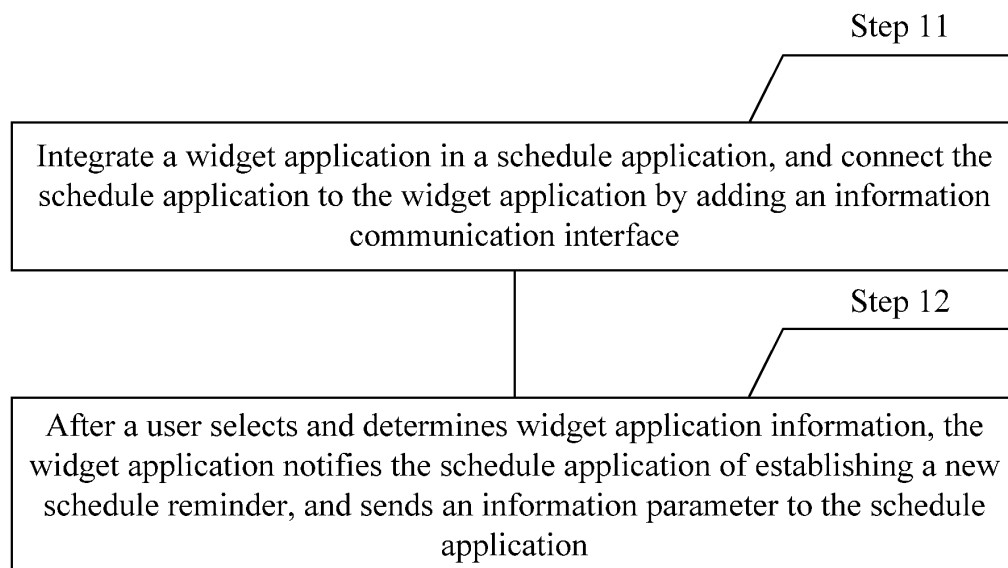 Step 11
Integrate a widget application in a schedule application, and connect the
schedule application to the widget application by adding an information
communication interface
Step 12
After a user selects and determines widget application information, the
widget application notifies the schedule application of establishing a new
schedule reminder, and sends an information parameter to the schedule
application